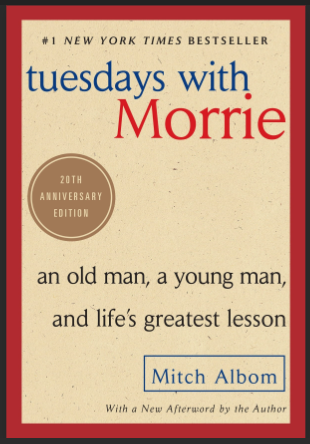 #1 NEW YORK TIMES BESTSELLER
tuesdays with
Morrie
20TH
ANNIVERSARY
EDITION
an old man, a young man,
and life's greatest lesson
Mitch Albom
With a New Afterword by the Author